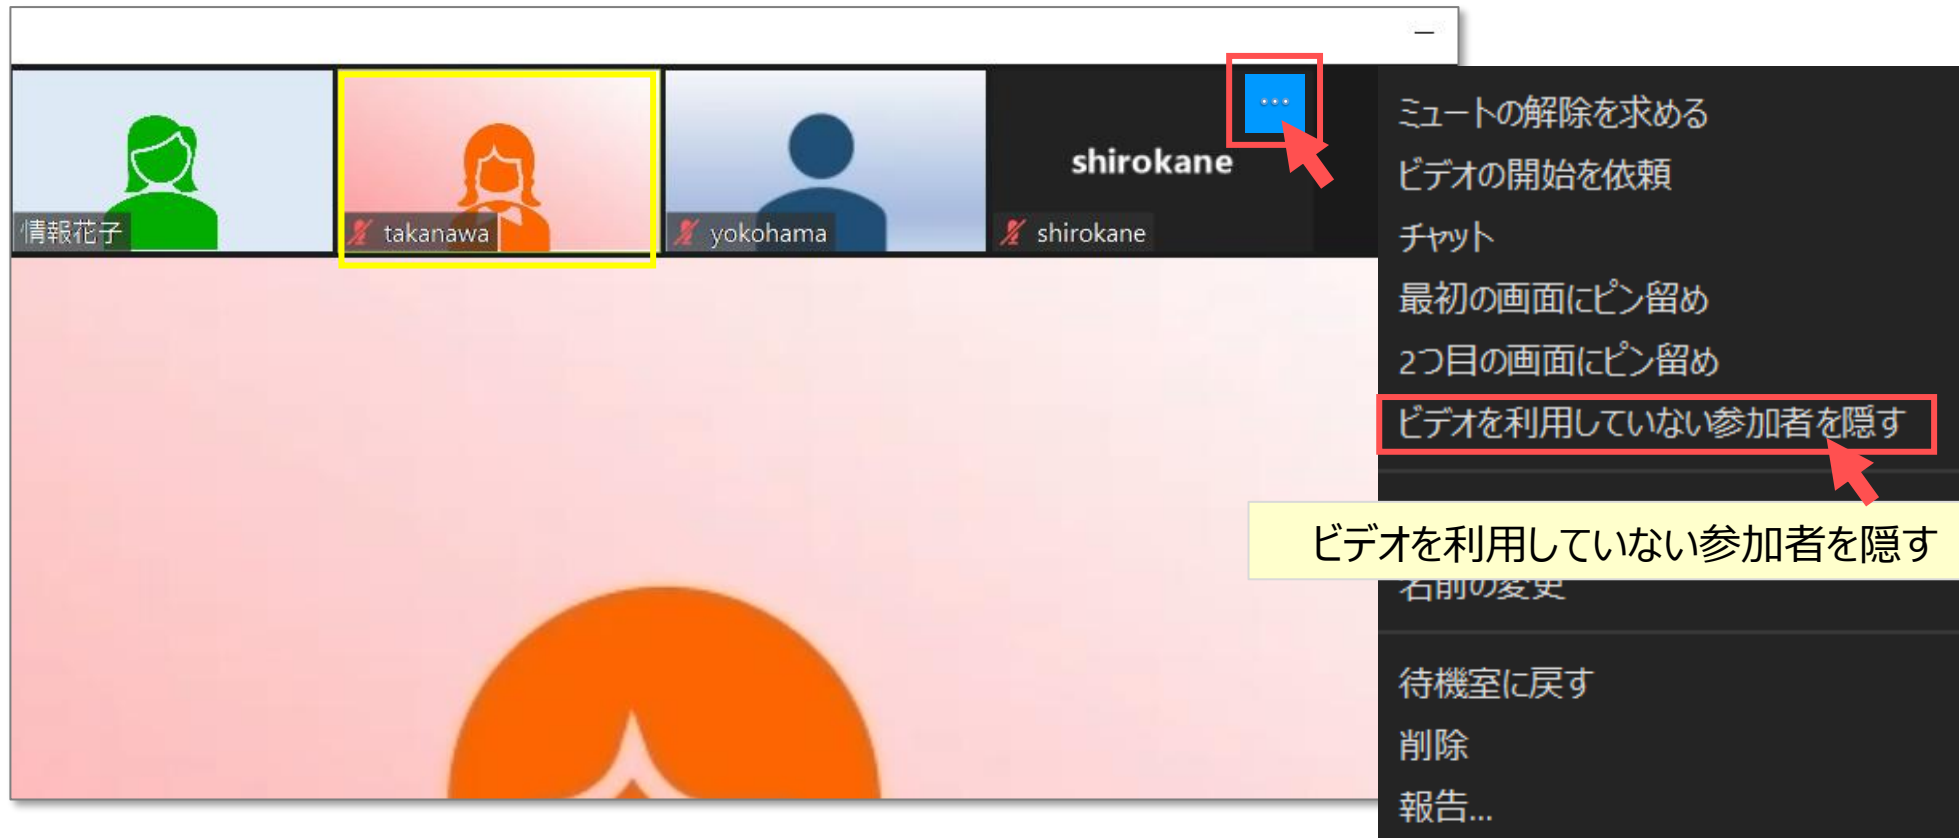 shirokane
情報花子
takanawa
yokohama
shirokane
ミュートの解除を求める
ビデオの開始を依頼
チャット
最初の画面にピン留め
2つ目の画面にピン留め
ビデオを利用していない参加者を隠す
ビデオを利用していない参加者を隠す
名前の変更
待機室に戻す
削除
報告...